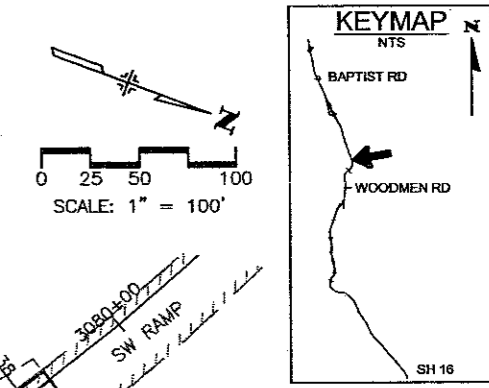 KEYMAP
N
NTS
BAPTIST RD
WOODMEN RD
SH 16
N
0 25 50 100
SCALE: 1" = 100'
3080+00
SW RAMP